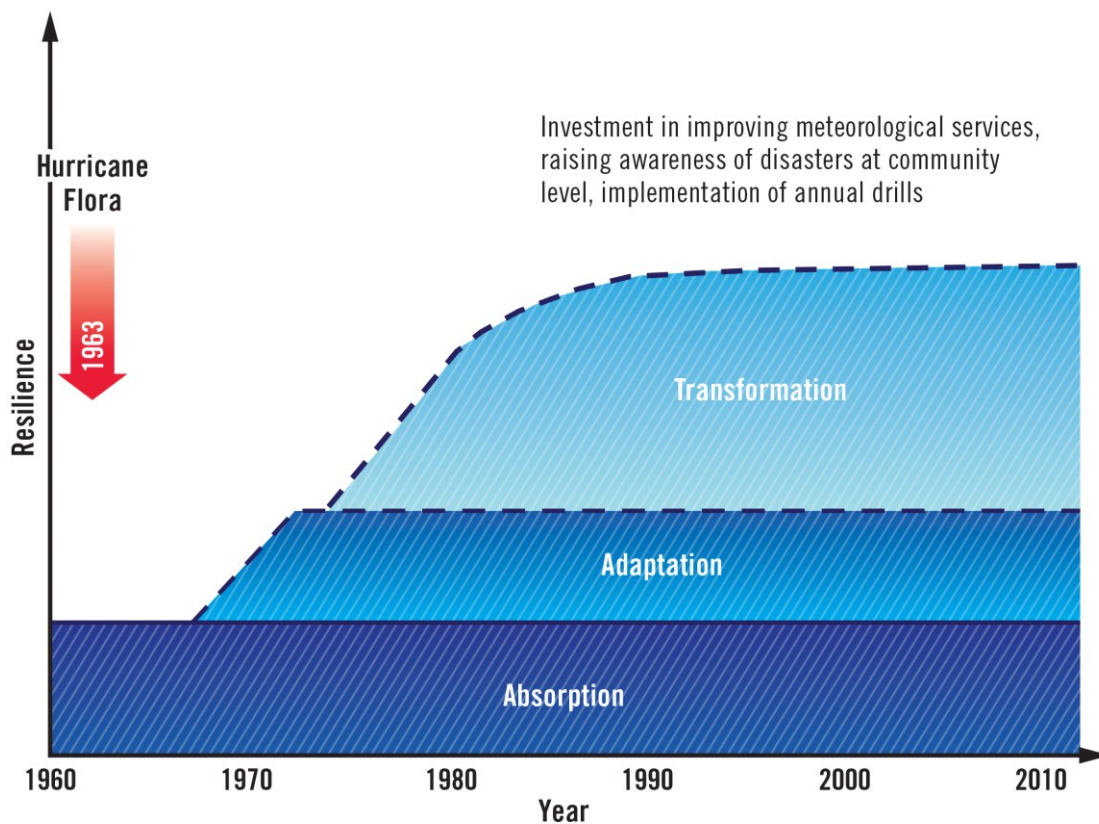 Investment in improving meteorological services,
raising awareness of disasters at community
level, implementation of annual drills
Hurricane
Flora
1963
Resilience
Transformation
Adaptation
Absorption
1960 1970 1980 1990 2000 2010
Year